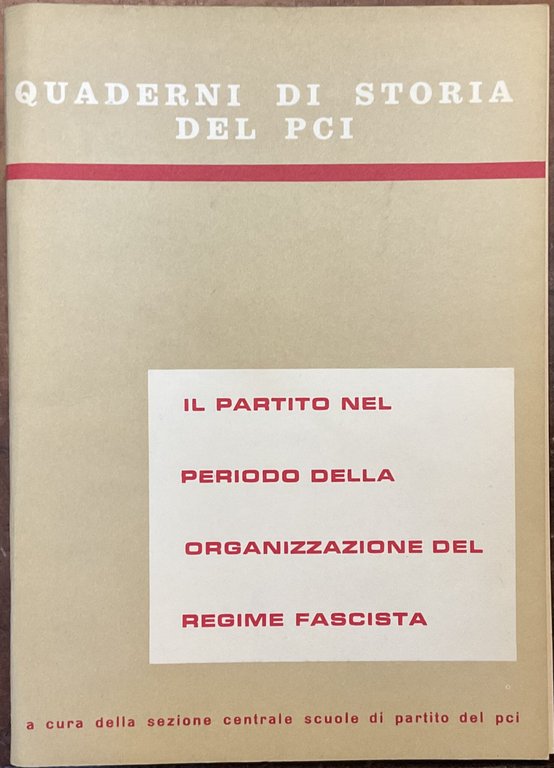 QUADERNI DI STORIA
DEL PCI
IL PARTITO NEL
PERIODO DELLA
ORGANIZZAZIONE DEL
REGIME FASCISTA
a cura della sezione centrale scuole di partito del pci